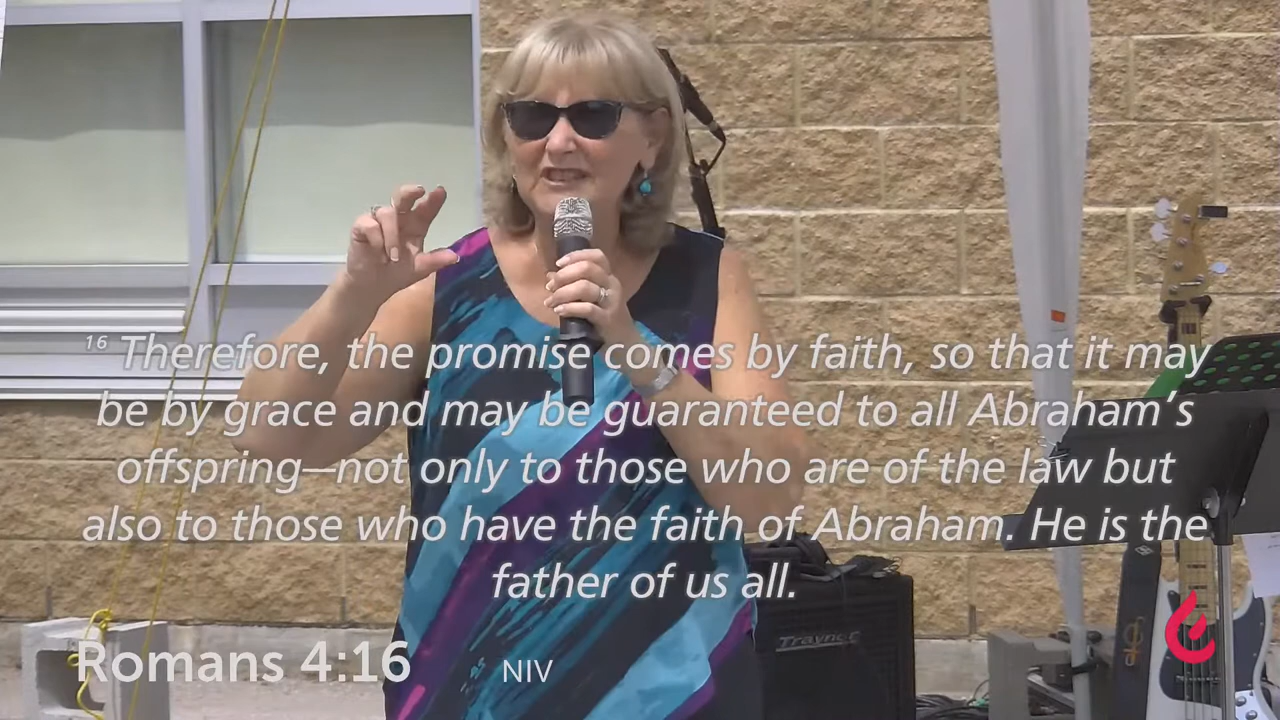 16 Therefore, the promise comes by faith, so that it may
be by grace and may be guaranteed to all Abraham's
offspring—not only to those who are of the law but
also to those who have the faith of Abraham. He is the
father of us all.
Romans 4:16 NIV
Traynor